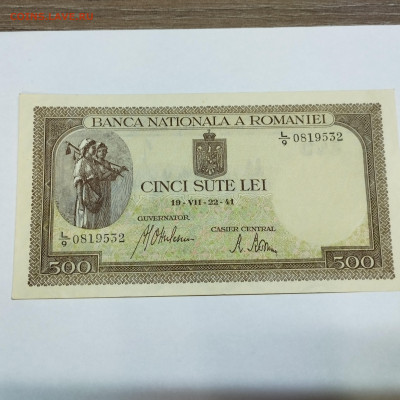 BANCA NATIONALA A ROMANIEI
L/9 0819532
CINCI SUTE LEI
19-VII-22-41
GUVERNATOR
CASIER CENTRAL
L/9 0819532
500
500